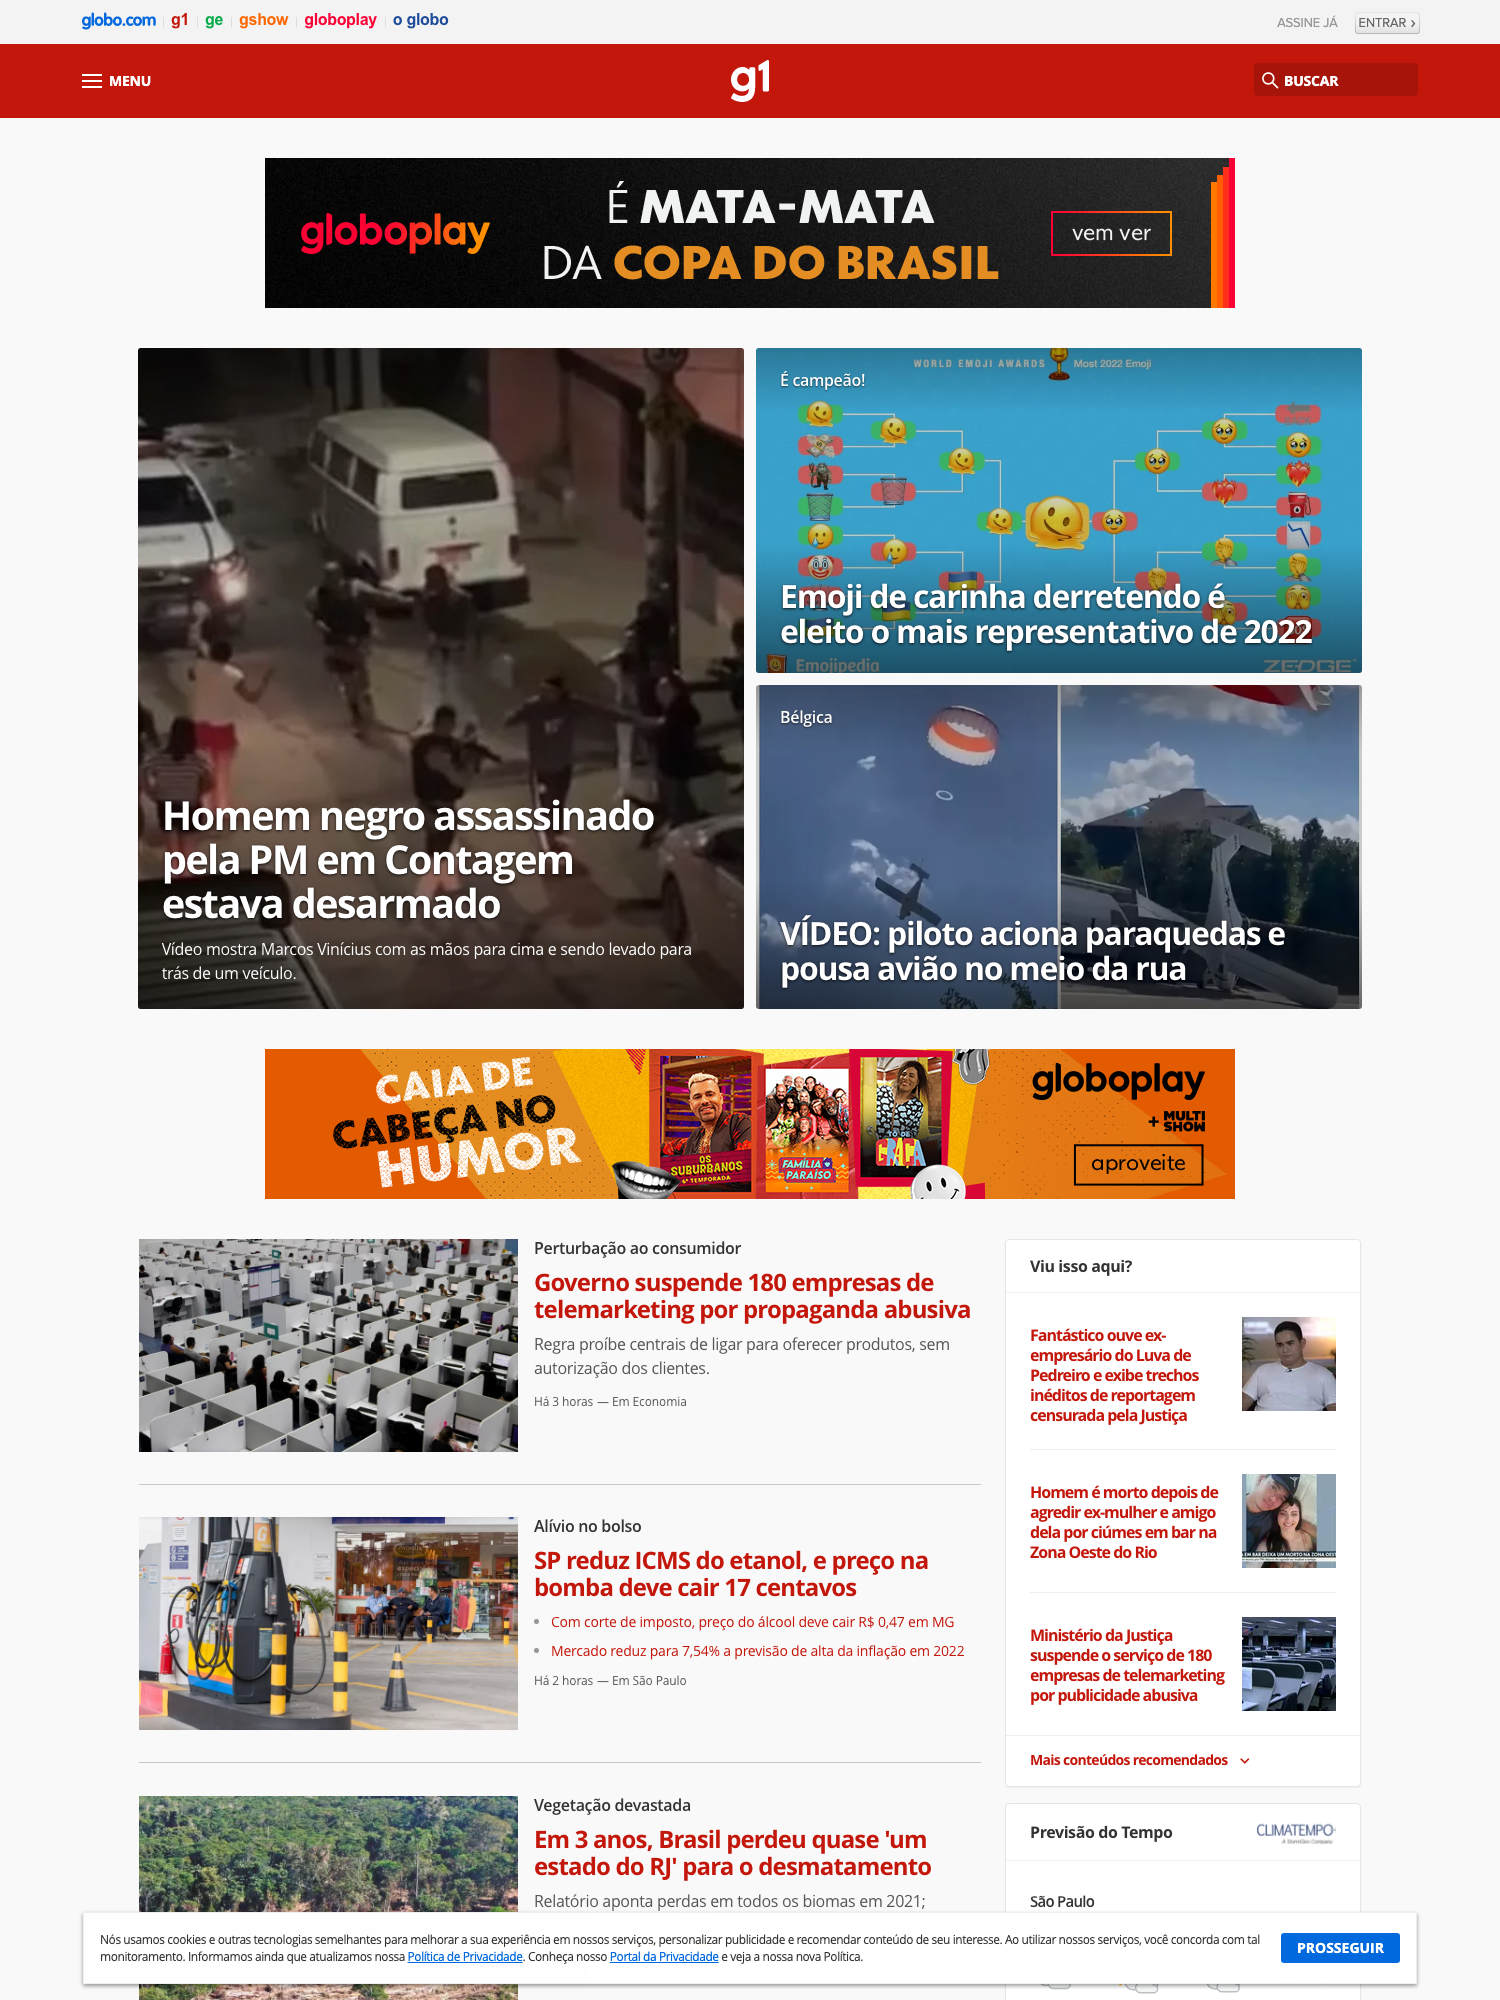 globo.com g1 ge gshow globoplay o globo
ASSINE JÁ ENTRAR ›
MENU
g1
BUSCAR
globoplay
É MATA-MATA
DA COPA DO BRASIL
vem ver
Homem negro assassinado
pela PM em Contagem
estava desarmado
Vídeo mostra Marcos Vinícius com as mãos para cima e sendo levado para
trás de um veículo.
WORLD EMOJI AWARDS Most 2022 Emoji
É campeão!
Emoji de carinha derretendo é
eleito o mais representativo de 2022
Emojipedia
ZEDGE
Bélgica
VÍDEO: piloto aciona paraquedas e
pousa avião no meio da rua
CAIA DE
CABEÇA NO
HUMOR
OS
SUBURBANOS
6ª TEMPORADA
FAMÍLIA
PARAÍSO
TÔ DE
GRAÇA
globoplay
+ MULTI
SHOW
aproveite
Perturbação ao consumidor
Governo suspende 180 empresas de
telemarketing por propaganda abusiva
Regra proíbe centrais de ligar para oferecer produtos, sem
autorização dos clientes.
Há 3 horas — Em Economia
Alívio no bolso
SP reduz ICMS do etanol, e preço na
bomba deve cair 17 centavos
Com corte de imposto, preço do álcool deve cair R$ 0,47 em MG
Mercado reduz para 7,54% a previsão de alta da inflação em 2022
Há 2 horas — Em São Paulo
Vegetação devastada
Em 3 anos, Brasil perdeu quase 'um
estado do RJ' para o desmatamento
Relatório aponta perdas em todos os biomas em 2021;
Viu isso aqui?
Fantástico ouve ex-
empresário do Luva de
Pedreiro e exibe trechos
inéditos de reportagem
censurada pela Justiça
Homem é morto depois de
agredir ex-mulher e amigo
dela por ciúmes em bar na
Zona Oeste do Rio
Ministério da Justiça
suspende o serviço de 180
empresas de telemarketing
por publicidade abusiva
Mais conteúdos recomendados
Previsão do Tempo
CLIMATEMPO
A StormGeo Company
São Paulo
Nós usamos cookies e outras tecnologias semelhantes para melhorar a sua experiência em nossos serviços, personalizar publicidade e recomendar conteúdo de seu interesse. Ao utilizar nossos serviços, você concorda com tal
monitoramento. Informamos ainda que atualizamos nossa Política de Privacidade. Conheça nosso Portal da Privacidade e veja a nossa nova Política.
PROSSEGUIR